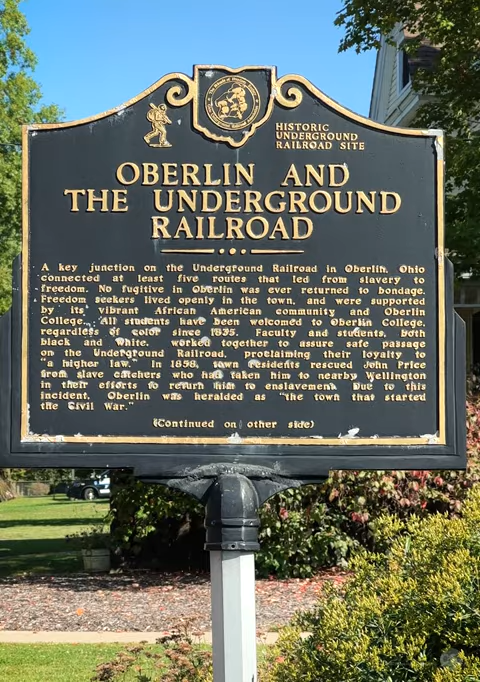 HISTORIC
UNDERGROUND
RAILROAD SITE
OBERLIN AND
THE UNDERGROUND
RAILROAD
A key junction on the Underground Railroad in Oberlin, Ohio
connected at least five routes that led from slavery to
freedom. No fugitive in Oberlin was ever returned to bondage.
Freedom seekers lived openly in the town, and were supported
by its vibrant African American community and Oberlin
College. All students have been welcomed to Oberlin College,
regardless of color since 1835. Faculty and students, both
black and white, worked together to assure safe passage
on the Underground Railroad, proclaiming their loyalty to
"a higher law." In 1858, town residents rescued John Price
from slave catchers who had taken him to nearby Wellington
in their efforts to return him to enslavement. Due to this
incident, Oberlin was heralded as "the town that started
the Civil War."
(Continued on other side)